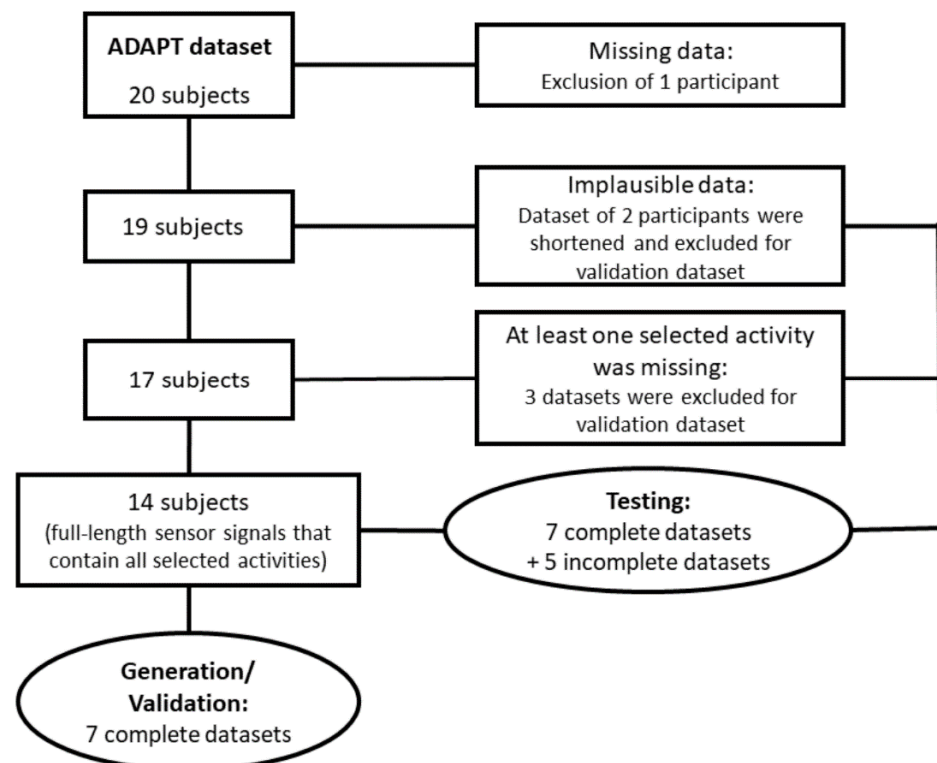 ADAPT dataset
20 subjects
Missing data:
Exclusion of 1 participant
19 subjects
Implausible data:
Dataset of 2 participants were
shortened and excluded for
validation dataset
17 subjects
At least one selected activity
was missing:
3 datasets were excluded for
validation dataset
14 subjects
(full-length sensor signals that
contain all selected activities)
Testing:
7 complete datasets
+ 5 incomplete datasets
Generation/
Validation:
7 complete datasets